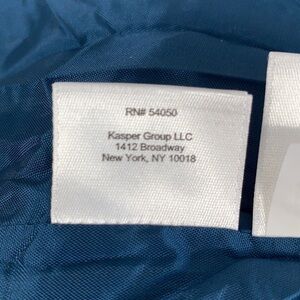 RN# 54050
Kasper Group LLC
1412 Broadway
New York, NY 10018